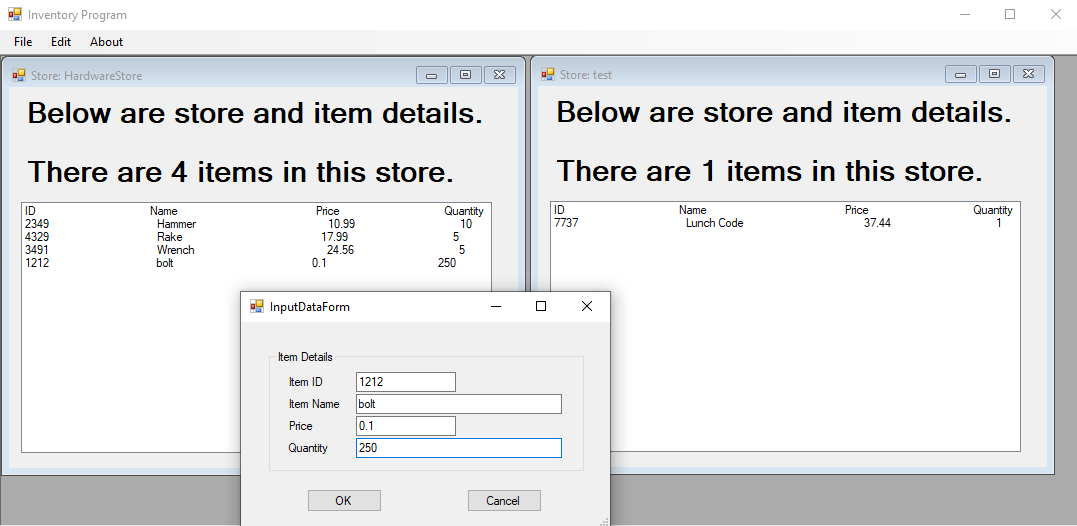 Inventory Program
File Edit About
Store: HardwareStore
Below are store and item details.
There are 4 items in this store.
ID Name Price Quantity
2349 Hammer 10.99 10
4329 Rake 17.99 5
3491 Wrench 24.56 5
1212 bolt 0.1 250
Store: test
Below are store and item details.
There are 1 items in this store.
ID Name Price Quantity
7737 Lunch Code 37.44 1
InputDataForm
Item Details
Item ID 1212
Item Name bolt
Price 0.1
Quantity 250
OK Cancel